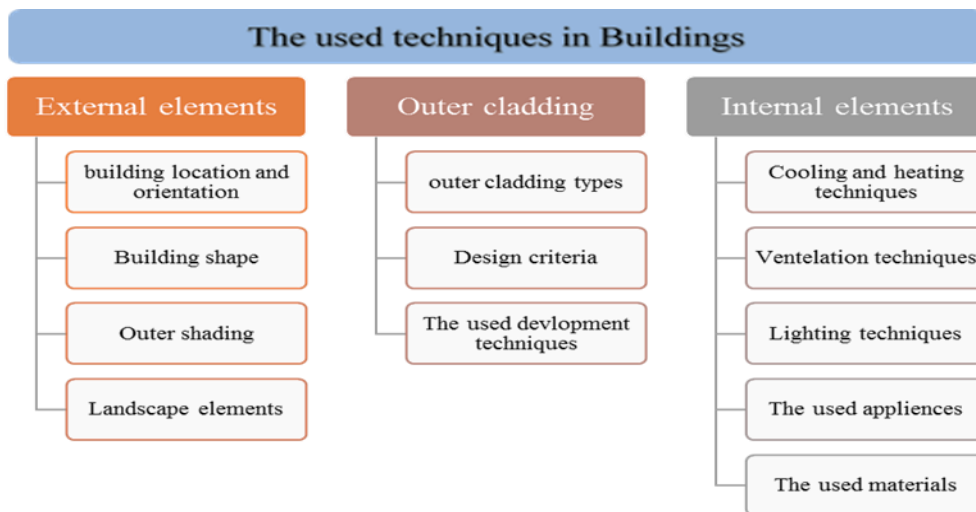 The used techniques in Buildings
External elements
building location and
orientation
Building shape
Outer shading
Landscape elements
Outer cladding
outer cladding types
Design criteria
The used devlopment
techniques
Internal elements
Cooling and heating
techniques
Ventelation techniques
Lighting techniques
The used appliences
The used materials